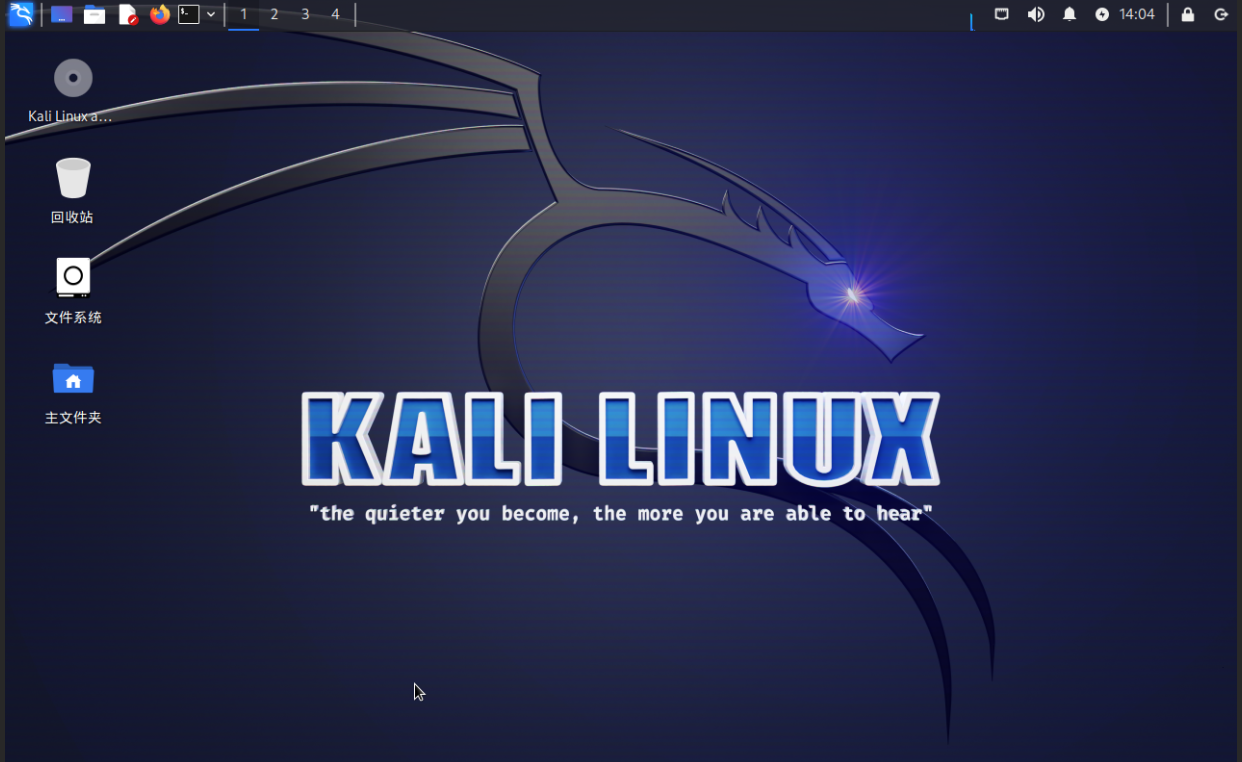 1 2 3 4
14:04
Kali Linux a...
回收站
文件系统
主文件夹
KALI LINUX
"the quieter you become, the more you are able to hear"